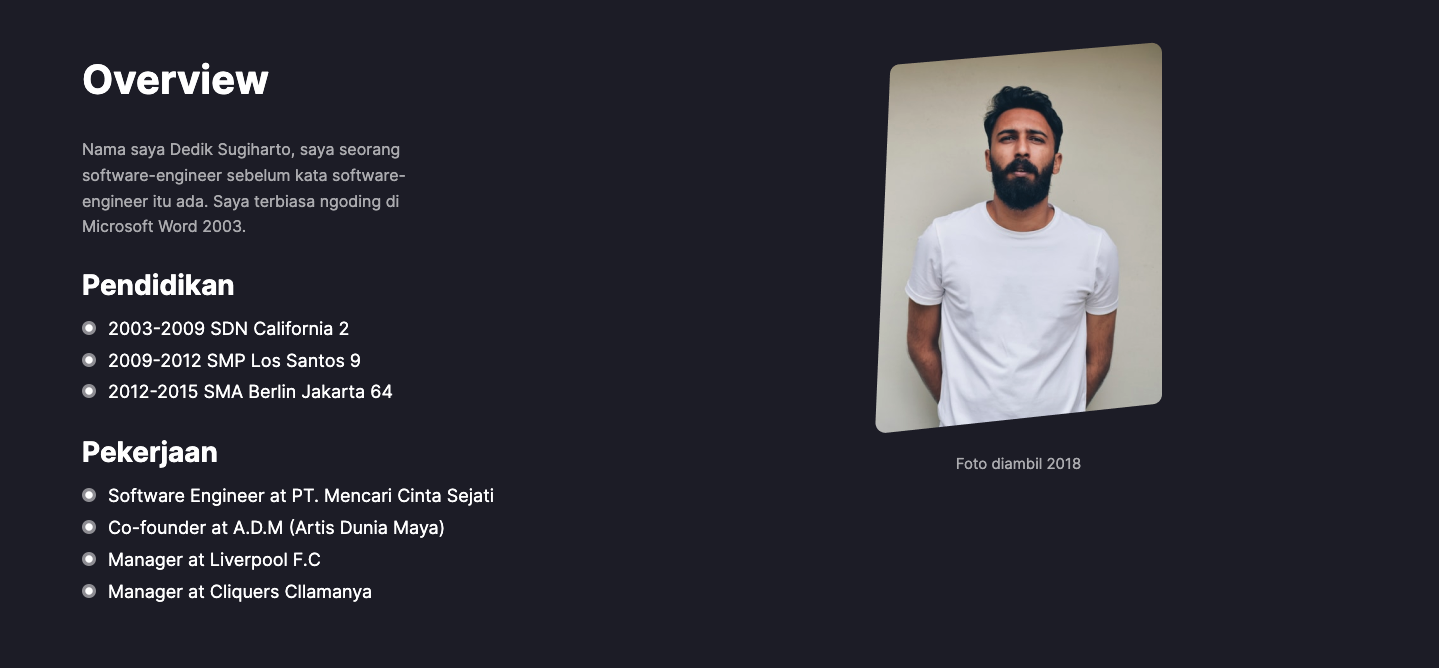 Overview
Nama saya Dedik Sugiharto, saya seorang
software-engineer sebelum kata software-
engineer itu ada. Saya terbiasa ngoding di
Microsoft Word 2003.
Pendidikan
2003-2009 SDN California 2
2009-2012 SMP Los Santos 9
2012-2015 SMA Berlin Jakarta 64
Pekerjaan
Software Engineer at PT. Mencari Cinta Sejati
Co-founder at A.D.M (Artis Dunia Maya)
Manager at Liverpool F.C
Manager at Cliquers Cllamanya
Foto diambil 2018